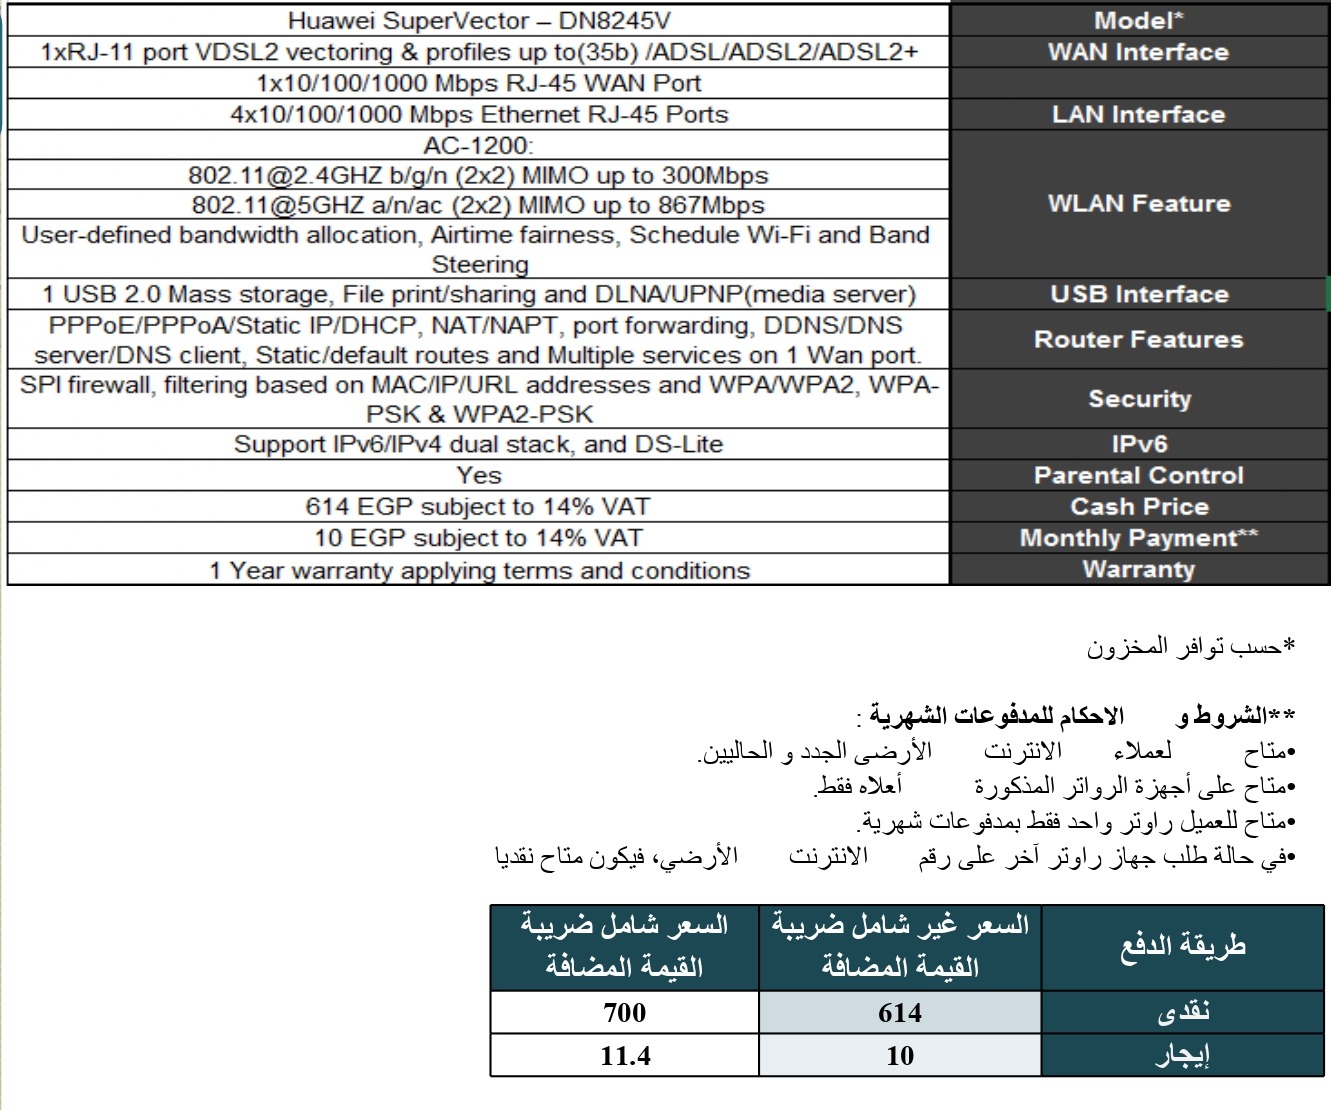 Huawei SuperVector – DN8245V
Model*
1xRJ-11 port VDSL2 vectoring & profiles up to(35b) /ADSL/ADSL2/ADSL2+
WAN Interface
1x10/100/1000 Mbps RJ-45 WAN Port
4x10/100/1000 Mbps Ethernet RJ-45 Ports
LAN Interface
AC-1200:
802.11@2.4GHZ b/g/n (2x2) MIMO up to 300Mbps
802.11@5GHZ a/n/ac (2x2) MIMO up to 867Mbps
WLAN Feature
User-defined bandwidth allocation, Airtime fairness, Schedule Wi-Fi and Band
Steering
1 USB 2.0 Mass storage, File print/sharing and DLNA/UPNP(media server)
USB Interface
PPPoE/PPPoA/Static IP/DHCP, NAT/NAPT, port forwarding, DDNS/DNS
server/DNS client, Static/default routes and Multiple services on 1 Wan port.
Router Features
SPI firewall, filtering based on MAC/IP/URL addresses and WPA/WPA2, WPA-
PSK & WPA2-PSK
Security
Support IPv6/IPv4 dual stack, and DS-Lite
IPv6
Yes
Parental Control
614 EGP subject to 14% VAT
Cash Price
10 EGP subject to 14% VAT
Monthly Payment**
1 Year warranty applying terms and conditions
Warranty
*حسب توافر المخزون
**الشروط و الاحكام للمدفوعات الشهرية :
•متاح لعملاء الانترنت الأرضى الجدد و الحاليين.
•متاح على أجهزة الرواتر المذكورة أعلاه فقط.
•متاح للعميل راوتر واحد فقط بمدفوعات شهرية.
•في حالة طلب جهاز راوتر آخر على رقم الانترنت الأرضي، فيكون متاح نقديا
طريقة الدفع
السعر غير شامل ضريبة
القيمة المضافة
السعر شامل ضريبة
القيمة المضافة
نقدى
614
700
إيجار
10
11.4